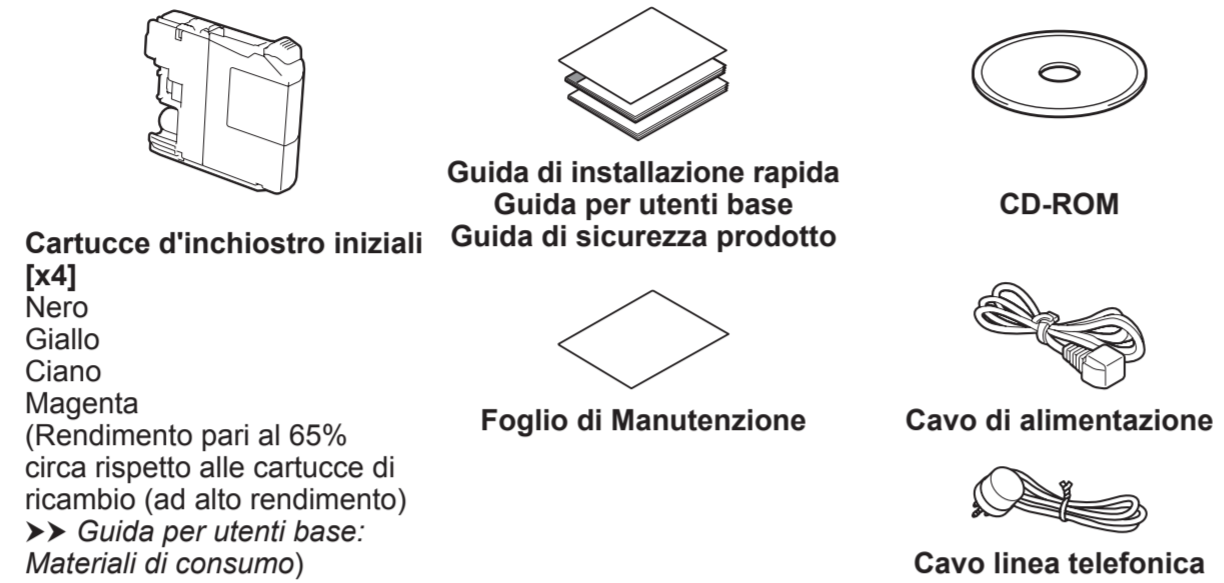 Cartucce d'inchiostro iniziali
[x4]
Nero
Giallo
Ciano
Magenta
(Rendimento pari al 65%
circa rispetto alle cartucce di
ricambio (ad alto rendimento)
➤➤ Guida per utenti base:
Materiali di consumo)
Guida di installazione rapida
Guida per utenti base
Guida di sicurezza prodotto
Foglio di Manutenzione
CD-ROM
Cavo di alimentazione
Cavo linea telefonica